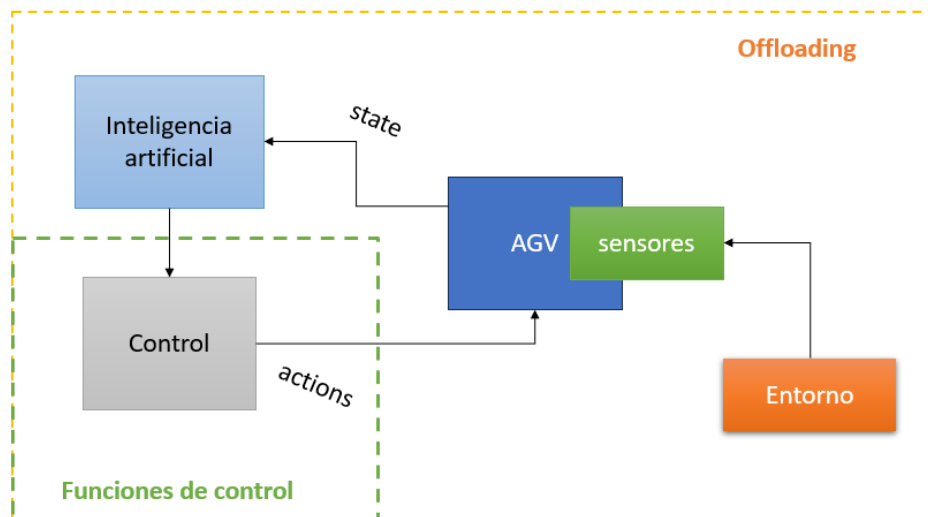 Offloading
Inteligencia
artificial
state
AGV
sensores
Control
actions
Entorno
Funciones de control